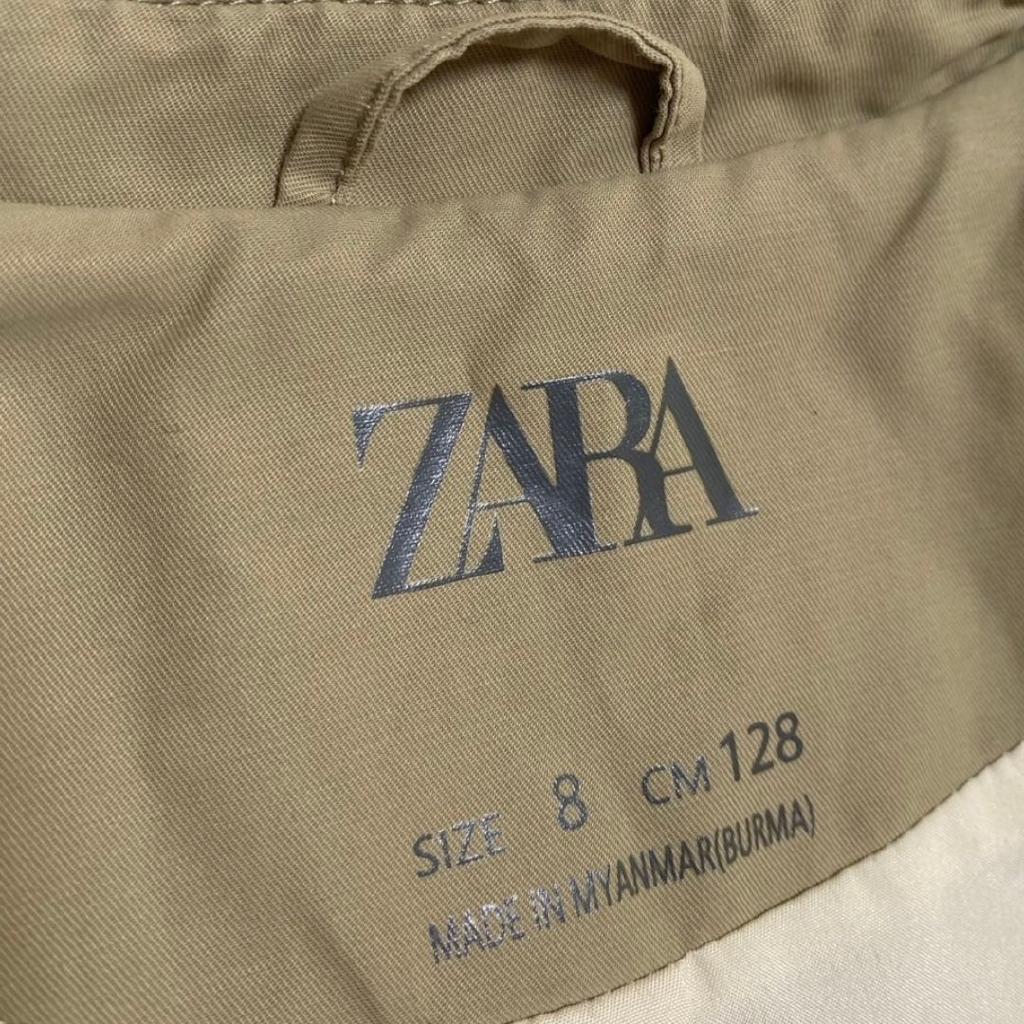 ZARA
SIZE 8 CM 128
MADE IN MYANMAR(BURMA)